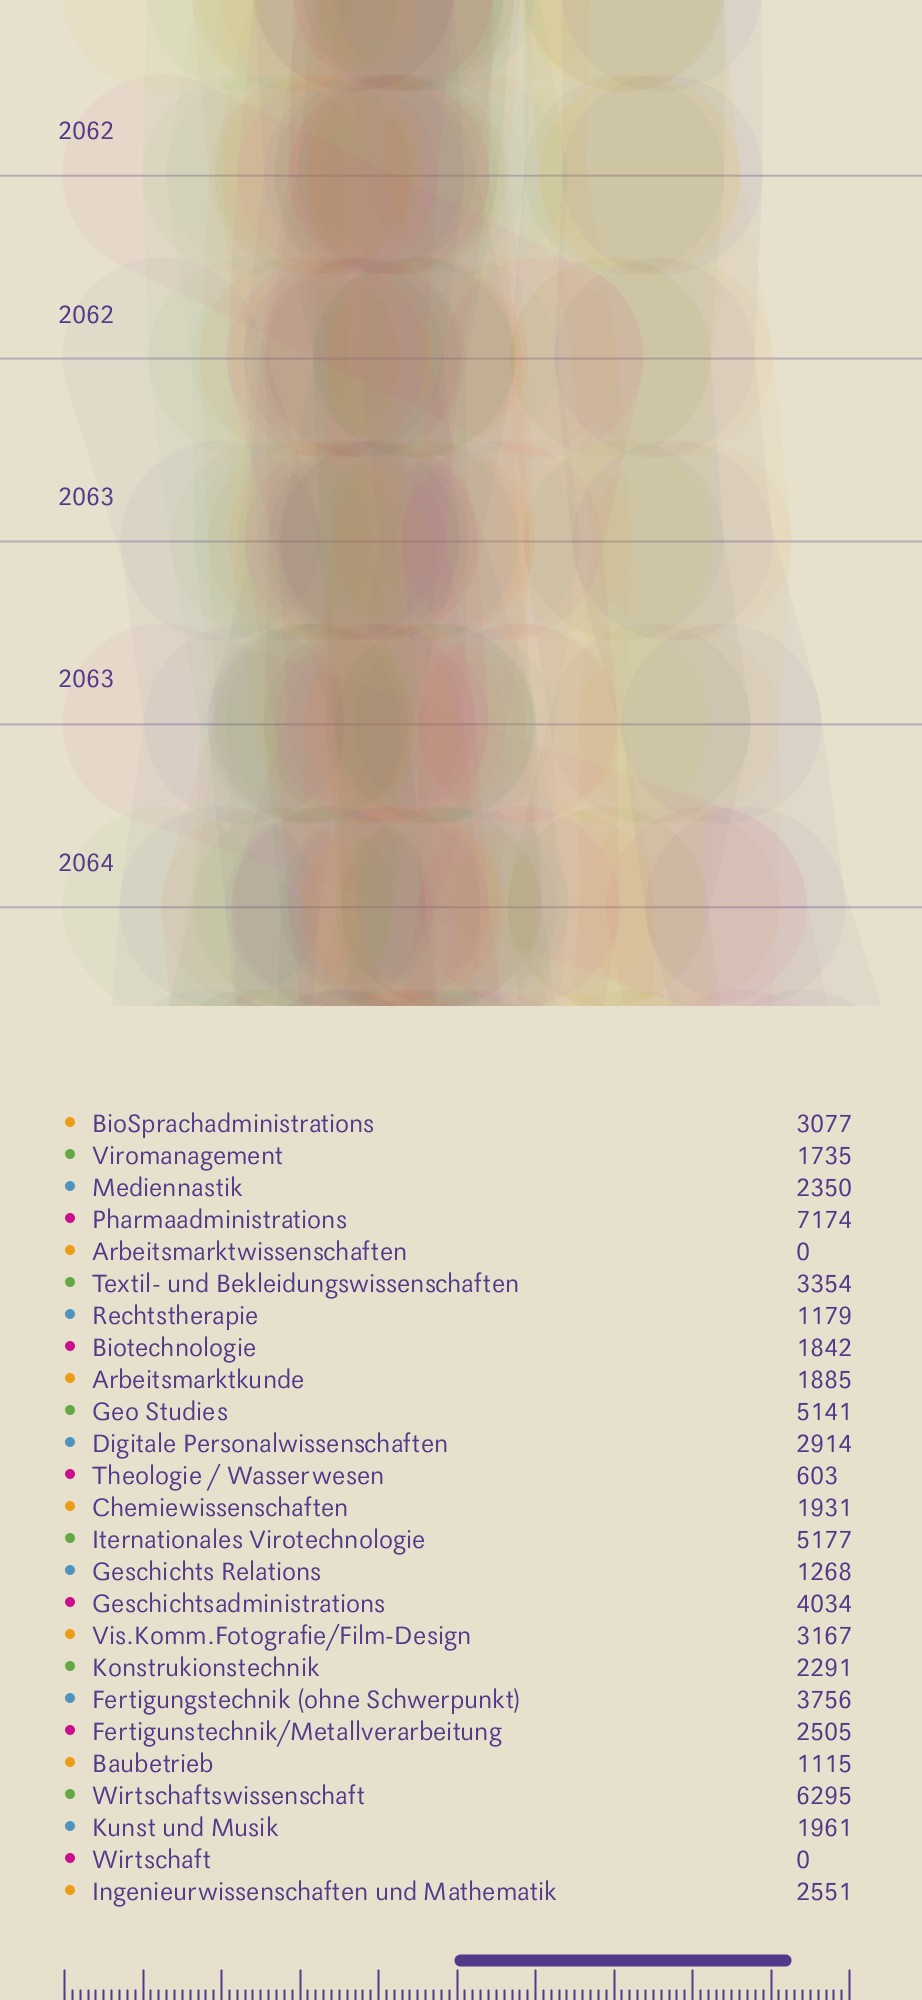 2062
2062
2063
2063
2064
BioSprachadministrations 3077
Viromanagement 1735
Mediennastik 2350
Pharmaadministrations 7174
Arbeitsmarktwissenschaften 0
Textil- und Bekleidungswissenschaften 3354
Rechtstherapie 1179
Biotechnologie 1842
Arbeitsmarktkunde 1885
Geo Studies 5141
Digitale Personalwissenschaften 2914
Theologie / Wasserwesen 603
Chemiewissenschaften 1931
Iternationales Virotechnologie 5177
Geschichts Relations 1268
Geschichtsadministrations 4034
Vis.Komm.Fotografie/Film-Design 3167
Konstrukionstechnik 2291
Fertigungstechnik (ohne Schwerpunkt) 3756
Fertigunstechnik/Metallverarbeitung 2505
Baubetrieb 1115
Wirtschaftswissenschaft 6295
Kunst und Musik 1961
Wirtschaft 0
Ingenieurwissenschaften und Mathematik 2551